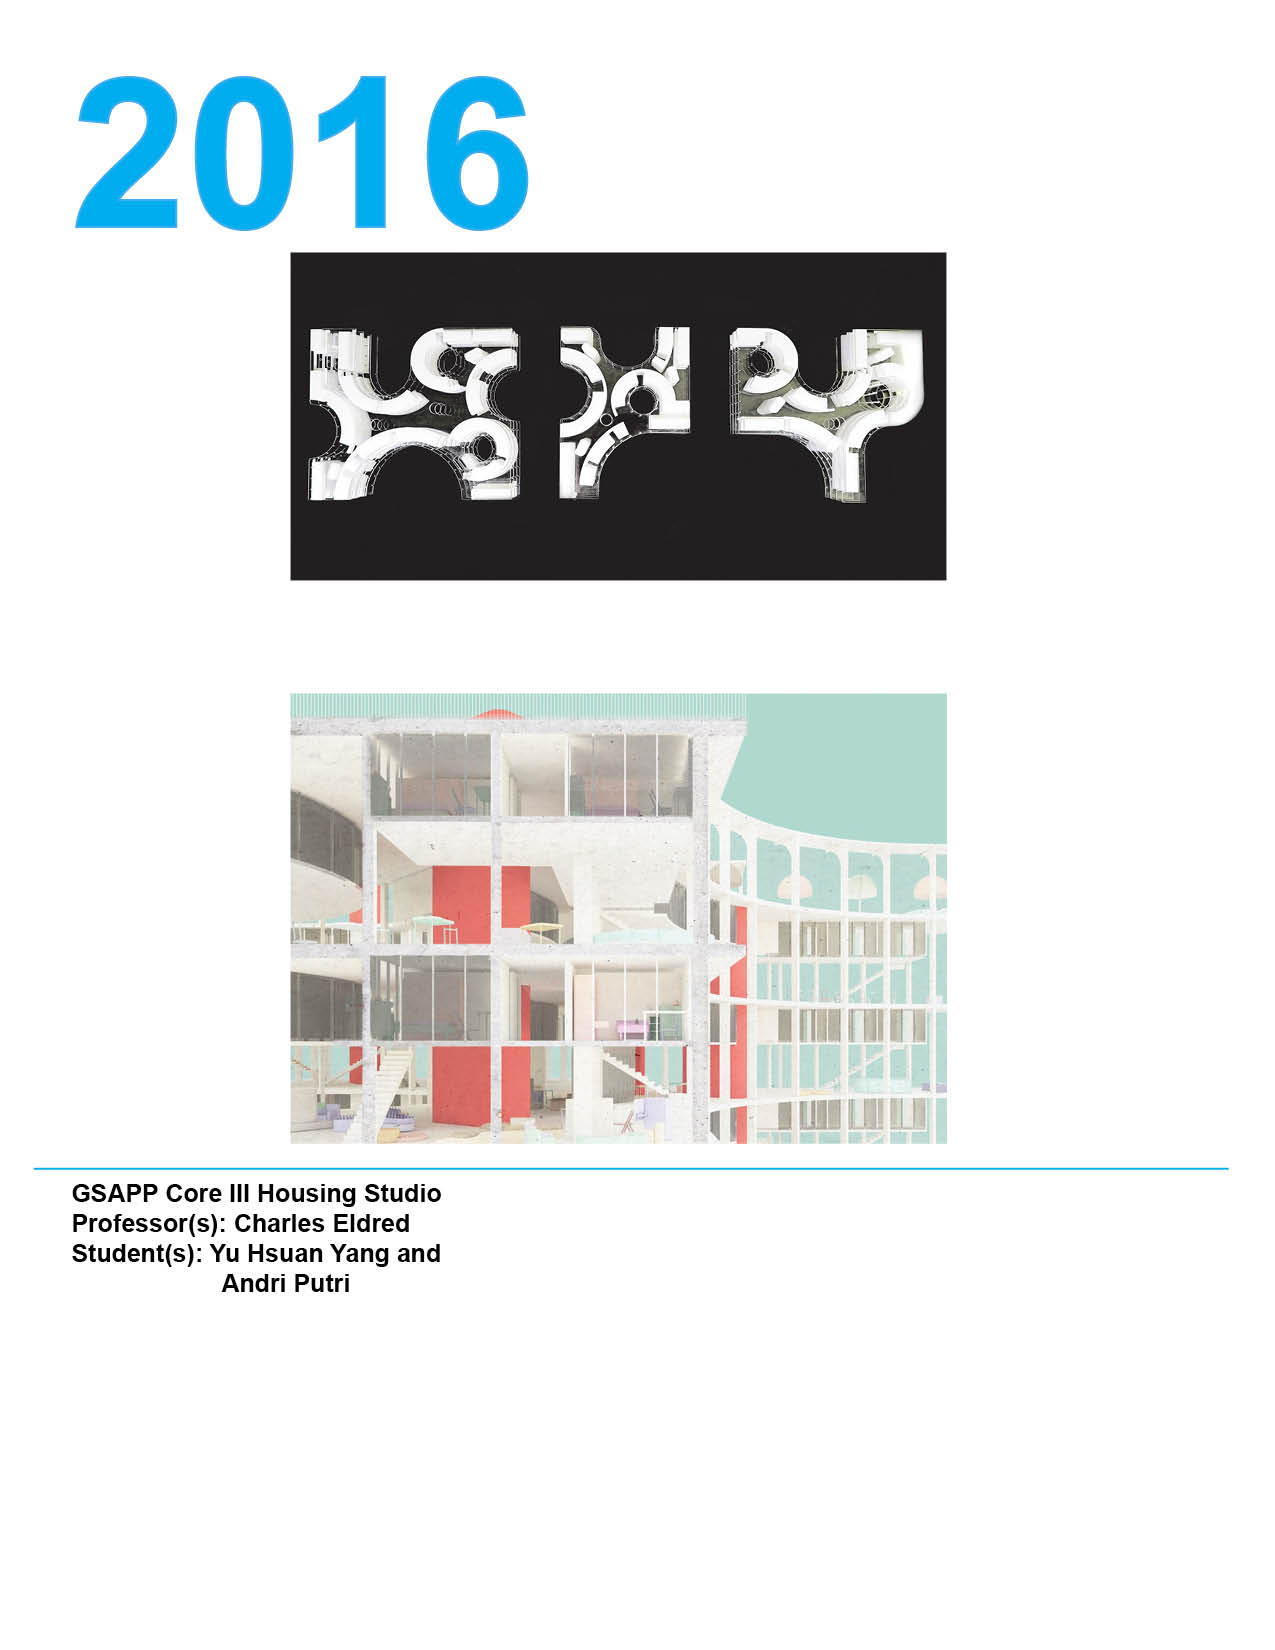 2016
GSAPP Core III Housing Studio
Professor(s): Charles Eldred
Student(s): Yu Hsuan Yang and
Andri Putri